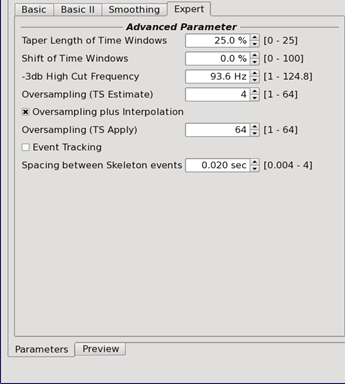 Basic Basic II Smoothing Expert
Advanced Parameter
Taper Length of Time Windows 25.0 % [0 - 25]
Shift of Time Windows 0.0 % [0 - 100]
-3db High Cut Frequency 93.6 Hz [1 - 124.8]
Oversampling (TS Estimate) 4 [1 - 64]
Oversampling plus Interpolation
Oversampling (TS Apply) 64 [1 - 64]
Event Tracking
Spacing between Skeleton events 0.020 sec [0.004 - 4]
Parameters Preview